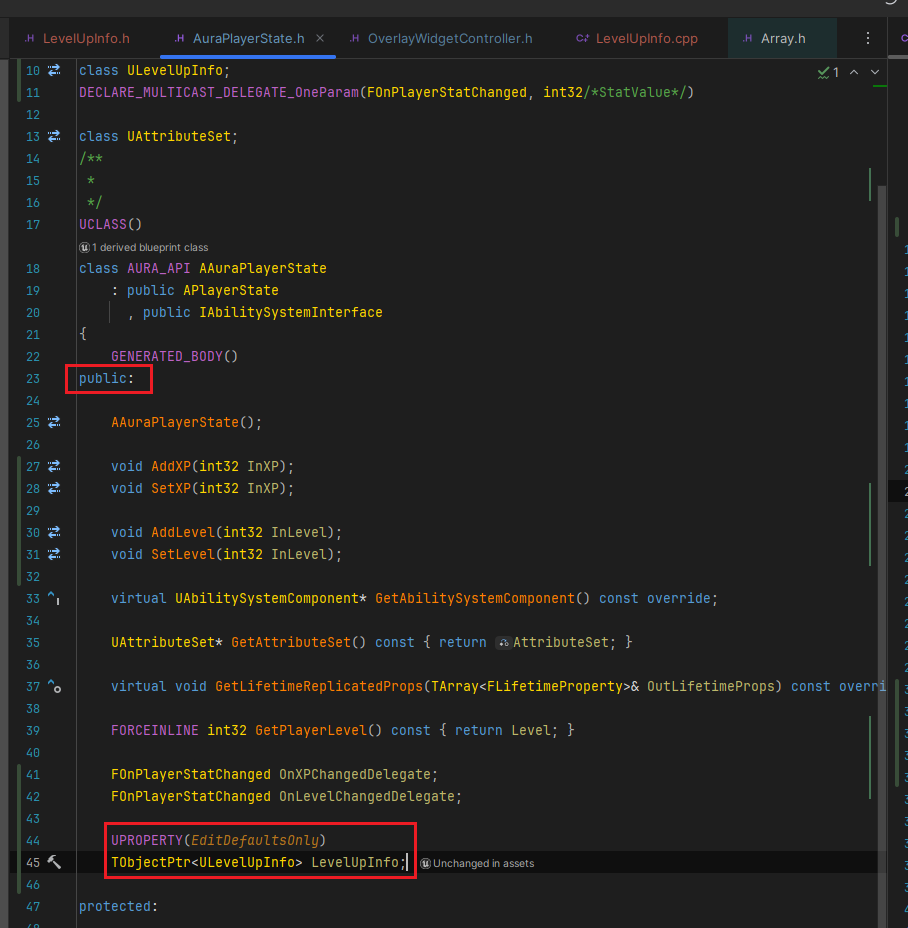 LevelUpInfo.h
AuraPlayerState.h
OverlayWidgetController.h
LevelUpInfo.cpp
Array.h
10 class ULevelUpInfo;
1
11 DECLARE_MULTICAST_DELEGATE_OneParam(FOnPlayerStatChanged, int32/*StatValue*/)
12
13 class UAttributeSet;
14 /**
15 *
16 */
17 UCLASS()
1 derived blueprint class
18 class AURA_API AAuraPlayerState
19 : public APlayerState
20 , public IAbilitySystemInterface
21 {
22 GENERATED_BODY()
23 public:
24
25 AAuraPlayerState();
26
27 void AddXP(int32 InXP);
28 void SetXP(int32 InXP);
29
30 void AddLevel(int32 InLevel);
31 void SetLevel(int32 InLevel);
32
33 virtual UAbilitySystemComponent* GetAbilitySystemComponent() const override;
34
35 UAttributeSet* GetAttributeSet() const { return AttributeSet; }
36
37 virtual void GetLifetimeReplicatedProps(TArray<FLifetimeProperty>& OutLifetimeProps) const overri
38
39 FORCEINLINE int32 GetPlayerLevel() const { return Level; }
40
41 FOnPlayerStatChanged OnXPChangedDelegate;
42 FOnPlayerStatChanged OnLevelChangedDelegate;
43
44 UPROPERTY(EditDefaultsOnly)
45 TObjectPtr<ULevelUpInfo> LevelUpInfo; Unchanged in assets
46
47 protected: